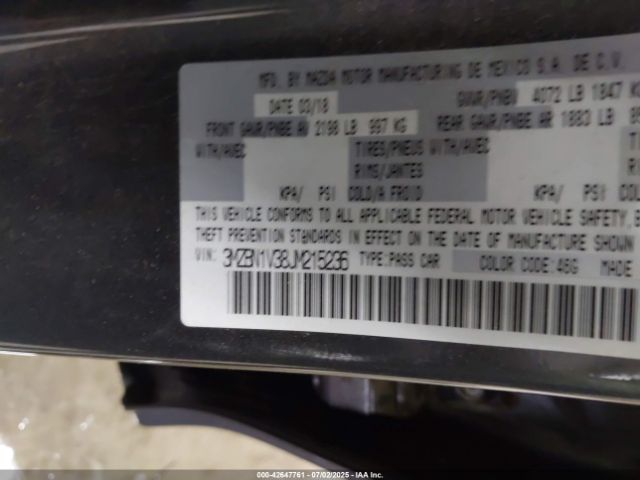 MFD. BY MAZDA MOTOR MANUFACTURING DE MEXICO S.A. DE C.V.
DATE 03/18 GVWR/PNBV 4072 LB 1847 KG
FRONT GAWR/PNBE AV 2198 LB 997 KG REAR GAWR/PNBE AR 1883 LB
WITH/AVEC TIRES/PNEUS WITH/AVEC
RIMS/JANTES
KPA/ PSI COLD/A FROID KPA/ PSI
THIS VEHICLE CONFORMS TO ALL APPLICABLE FEDERAL MOTOR VEHICLE SAFETY,
THEFT PREVENTION STANDARDS IN EFFECT ON THE DATE OF MANUFACTURE SHOWN
VIN: 3MZBN1V38JM215236 TYPE:PASS CAR COLOR CODE:46G MADE
000-42647761 - 07/02/2025 - IAAI.com